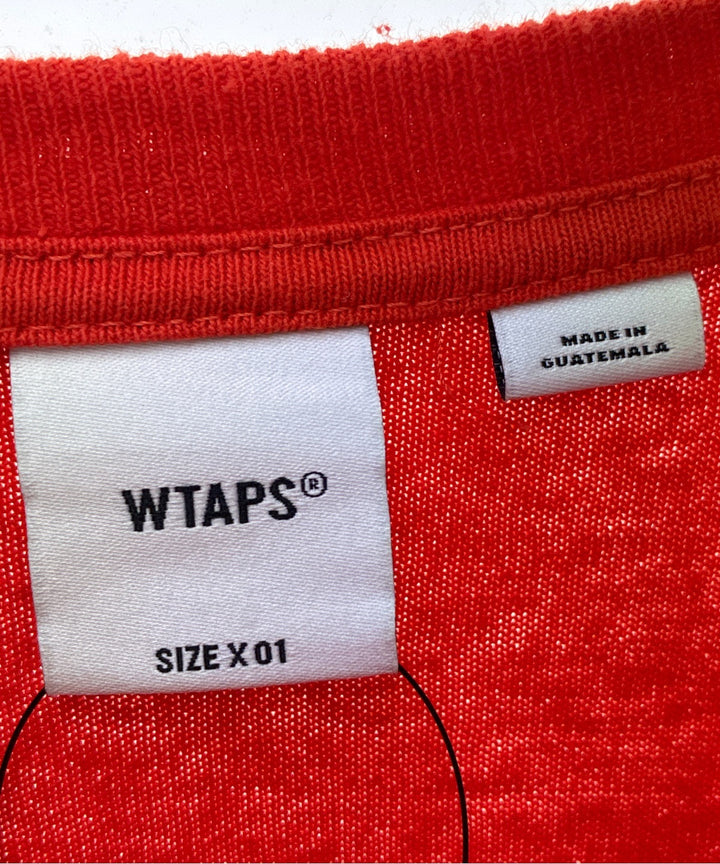 MADE IN
GUATEMALA
WTAPS®
SIZE X 01